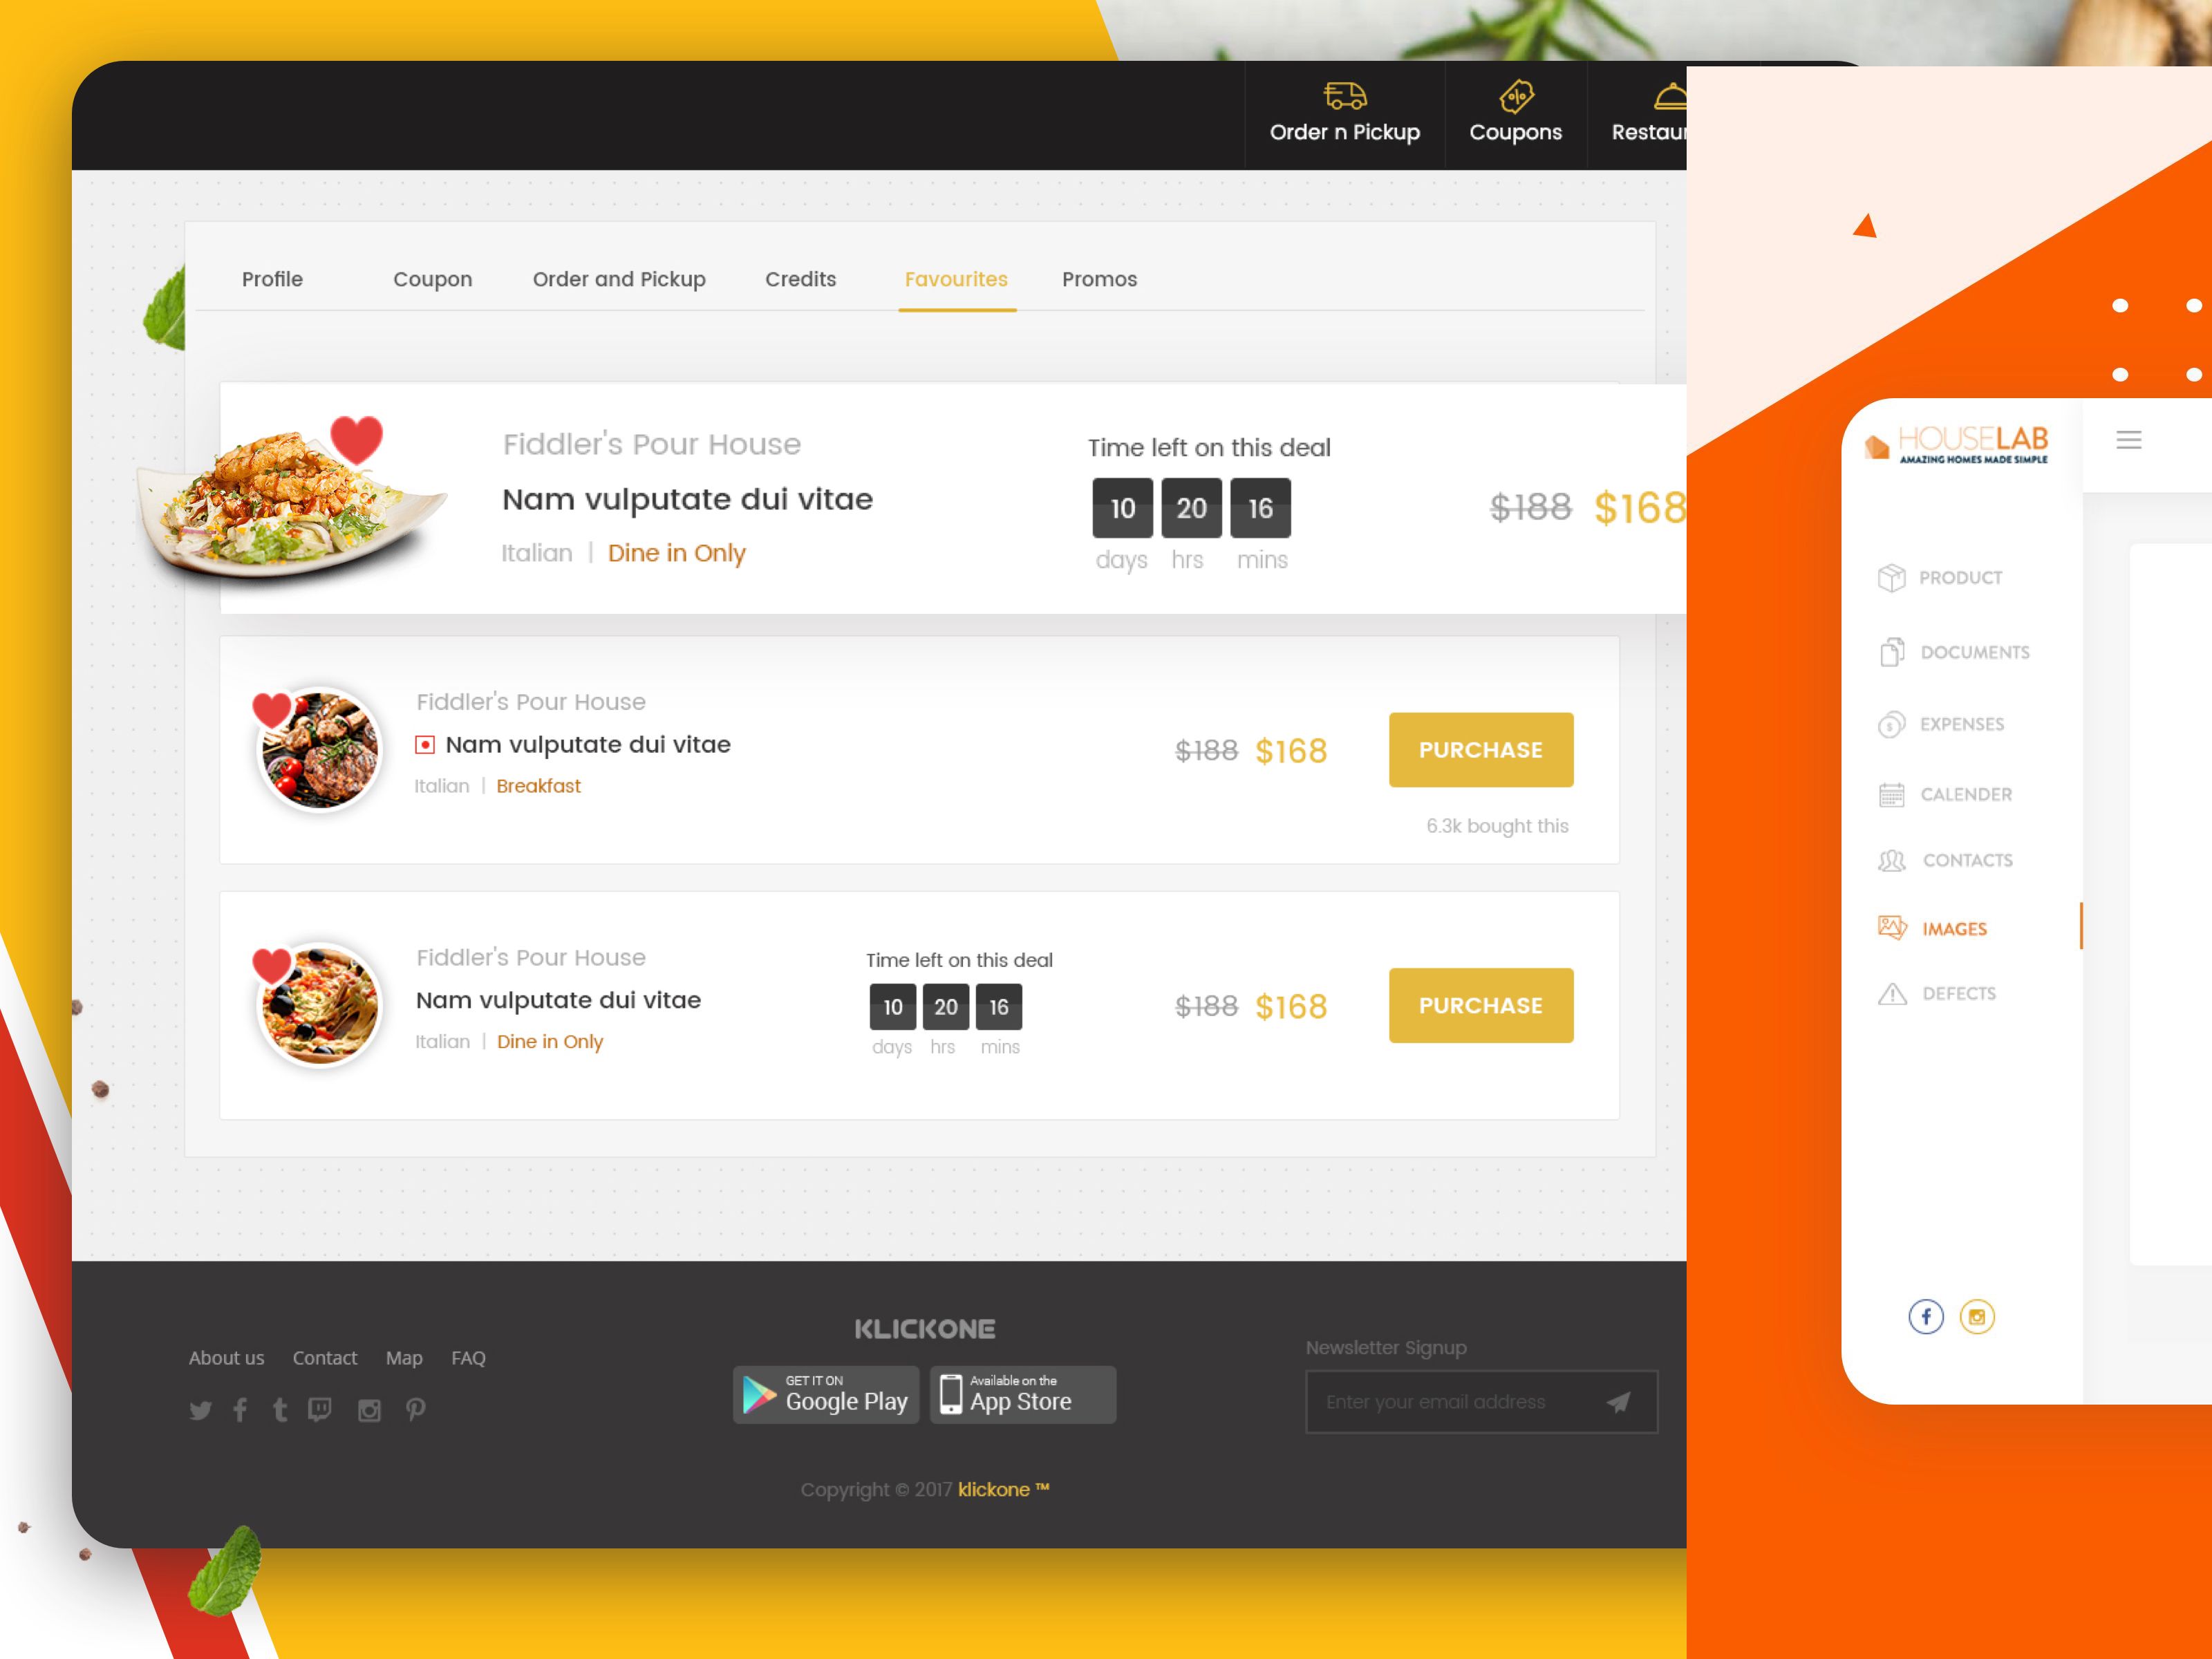 Order n Pickup
Coupons
Profile
Coupon
Order and Pickup
Credits
Favourites
Promos
Fiddler's Pour House
Nam vulputate dui vitae
Italian | Dine in Only
Time left on this deal
10 20 16
days hrs mins
$188 $168
Fiddler's Pour House
Nam vulputate dui vitae
Italian | Breakfast
$188 $168
PURCHASE
6.3k bought this
Fiddler's Pour House
Nam vulputate dui vitae
Italian | Dine in Only
Time left on this deal
10 20 16
days hrs mins
$188 $168
PURCHASE
About us Contact Map FAQ
KLICKONE
GET IT ON
Google Play
Available on the
App Store
Newsletter Signup
Enter your email address
Copyright © 2017 klickone ™
HOUSELAB
AMAZING HOMES MADE SIMPLE
PRODUCT
DOCUMENTS
EXPENSES
CALENDER
CONTACTS
IMAGES
DEFECTS